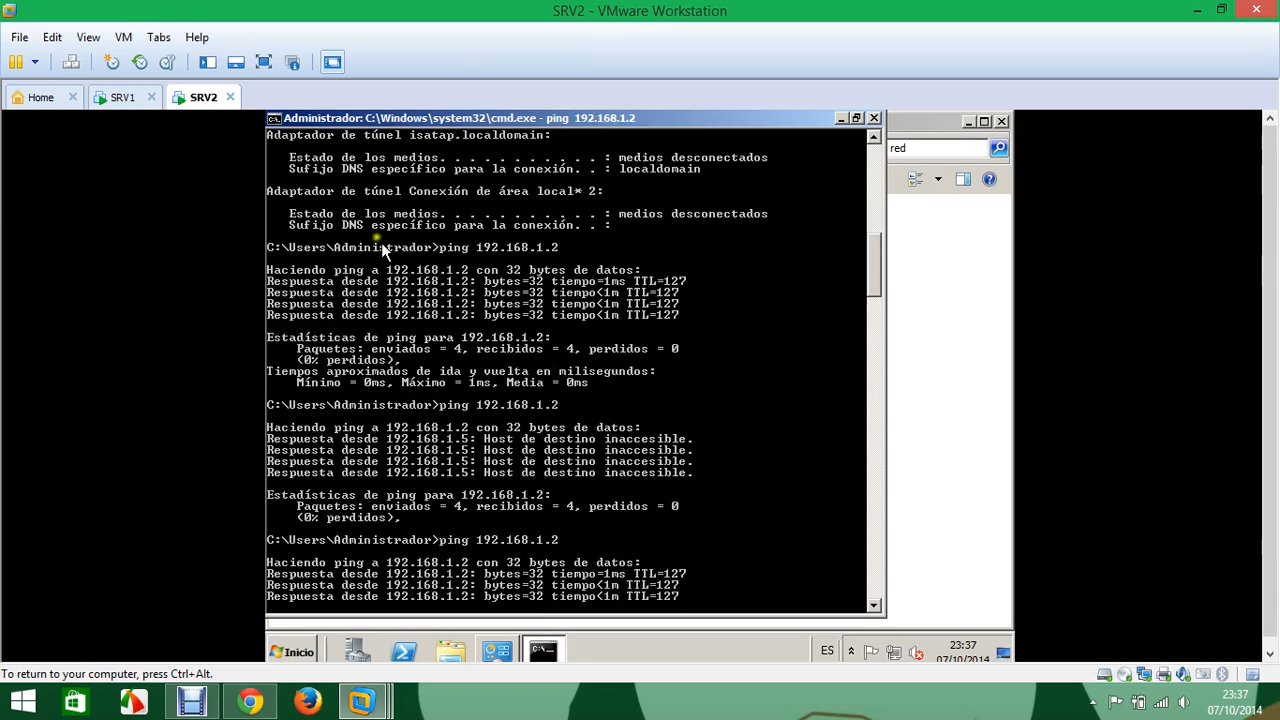 SRV2 - VMware Workstation
File Edit View VM Tabs Help
Home SRV1 SRV2
Administrador: C:\Windows\system32\cmd.exe - ping 192.168.1.2
red
Adaptador de túnel isatap.localdomain:
Estado de los medios. . . . . . . . . . . : medios desconectados
Sufijo DNS específico para la conexión. . : localdomain
Adaptador de túnel Conexión de área local* 2:
Estado de los medios. . . . . . . . . . . : medios desconectados
Sufijo DNS específico para la conexión. . :
C:\Users\Administrador>ping 192.168.1.2
Haciendo ping a 192.168.1.2 con 32 bytes de datos:
Respuesta desde 192.168.1.2: bytes=32 tiempo=1ms TTL=127
Respuesta desde 192.168.1.2: bytes=32 tiempo<1m TTL=127
Respuesta desde 192.168.1.2: bytes=32 tiempo<1m TTL=127
Respuesta desde 192.168.1.2: bytes=32 tiempo<1m TTL=127
Estadísticas de ping para 192.168.1.2:
Paquetes: enviados = 4, recibidos = 4, perdidos = 0
(0% perdidos),
Tiempos aproximados de ida y vuelta en milisegundos:
Mínimo = 0ms, Máximo = 1ms, Media = 0ms
C:\Users\Administrador>ping 192.168.1.2
Haciendo ping a 192.168.1.2 con 32 bytes de datos:
Respuesta desde 192.168.1.5: Host de destino inaccesible.
Respuesta desde 192.168.1.5: Host de destino inaccesible.
Respuesta desde 192.168.1.5: Host de destino inaccesible.
Respuesta desde 192.168.1.5: Host de destino inaccesible.
Estadísticas de ping para 192.168.1.2:
Paquetes: enviados = 4, recibidos = 4, perdidos = 0
(0% perdidos),
C:\Users\Administrador>ping 192.168.1.2
Haciendo ping a 192.168.1.2 con 32 bytes de datos:
Respuesta desde 192.168.1.2: bytes=32 tiempo=1ms TTL=127
Respuesta desde 192.168.1.2: bytes=32 tiempo<1m TTL=127
Respuesta desde 192.168.1.2: bytes=32 tiempo<1m TTL=127
Inicio ES 23:37
07/10/2014
To return to your computer, press Ctrl+Alt.
23:37
07/10/2014